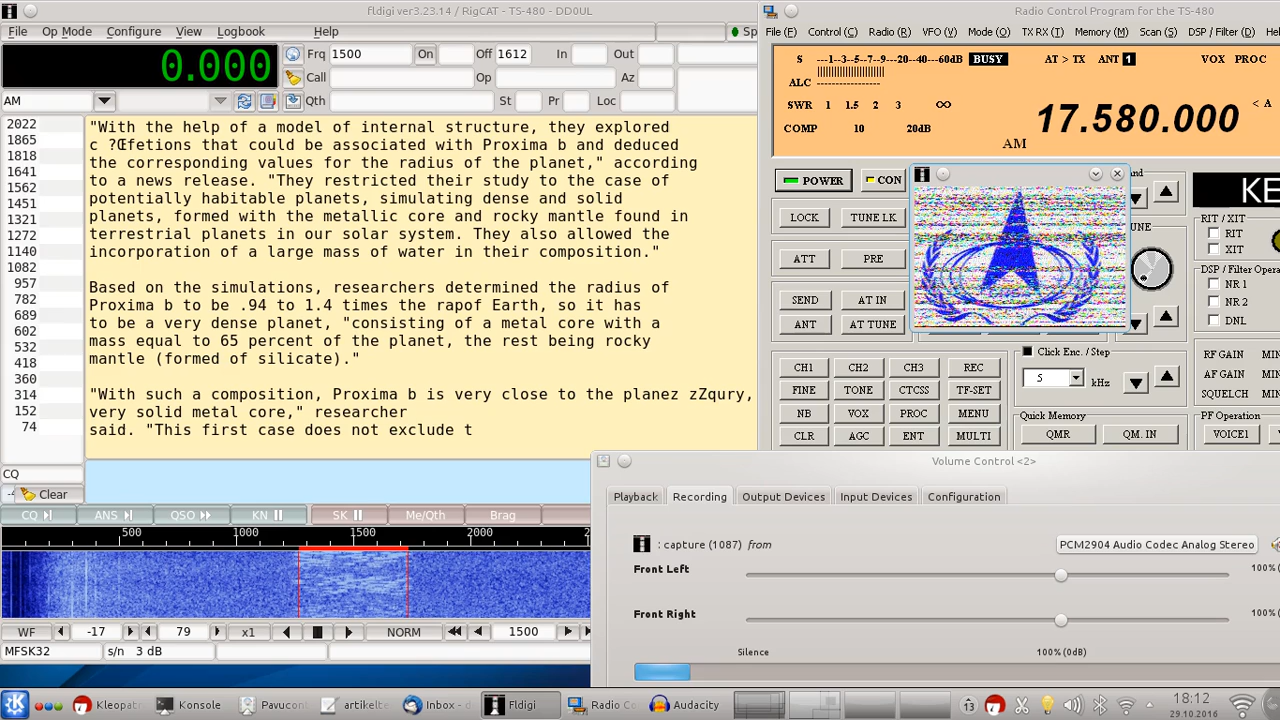 fldigi ver3.23.14 / RigCAT - TS-480 - DD0UL
File Op Mode Configure View Logbook Help Sp
0.000
Frq 1500 On Off 1612 In Out
Call Op Az
AM Qth St Pr Loc
2022
1865
1818
1641
1562
1451
1321
1272
1140
1082
957
782
689
602
532
418
360
314
152
74
"With the help of a model of internal structure, they explored
c ?Œfetions that could be associated with Proxima b and deduced
the corresponding values for the radius of the planet," according
to a news release. "They restricted their study to the case of
potentially habitable planets, simulating dense and solid
planets, formed with the metallic core and rocky mantle found in
terrestrial planets in our solar system. They also allowed the
incorporation of a large mass of water in their composition."
Based on the simulations, researchers determined the radius of
Proxima b to be .94 to 1.4 times the rapof Earth, so it has
to be a very dense planet, "consisting of a metal core with a
mass equal to 65 percent of the planet, the rest being rocky
mantle (formed of silicate)."
"With such a composition, Proxima b is very close to the planez zZqury,
very solid metal core," researcher
said. "This first case does not exclude t
CQ
Clear
CQ ANS QSO KN SK Me/Qth Brag
500 1000 1500 2000
WF -17 79 x1 NORM 1500
MFSK32 s/n 3 dB
Radio Control Program for the TS-480
File (F) Control (C) Radio (R) VFO (V) Mode (O) TX RX (T) Memory (M) Scan (S) DSP / Filter (D) He
S ---1--3--5--7--9---20---40---60dB BUSY AT > TX ANT 1 VOX PROC
ALC
SWR 1 1.5 2 3 ∞
COMP 10 20dB
17.580.000 < A
AM
POWER CON
LOCK TUNE LK
ATT PRE
SEND AT IN
ANT AT TUNE
KE
RIT / XIT
RIT
XIT
DSP / Filter Opera
NR 1
NR 2
DNL
CH1 CH2 CH3 REC
FINE TONE CTCSS TF-SET
NB VOX PROC MENU
CLR AGC ENT MULTI
Click Enc. / Step
5 kHz
Quick Memory
QMR QM. IN
RF GAIN MIN
AF GAIN MIN
SQUELCH MIN
PF Operation
VOICE1
Volume Control <2>
Playback Recording Output Devices Input Devices Configuration
: capture (1087) from PCM2904 Audio Codec Analog Stereo
Front Left 100% (
Front Right 100% (
Silence 100% (0dB)
Kleopat Konsole Pavucon artikelte Inbox - D Fldigi Radio Co Audacity
18:12
29.10.2016